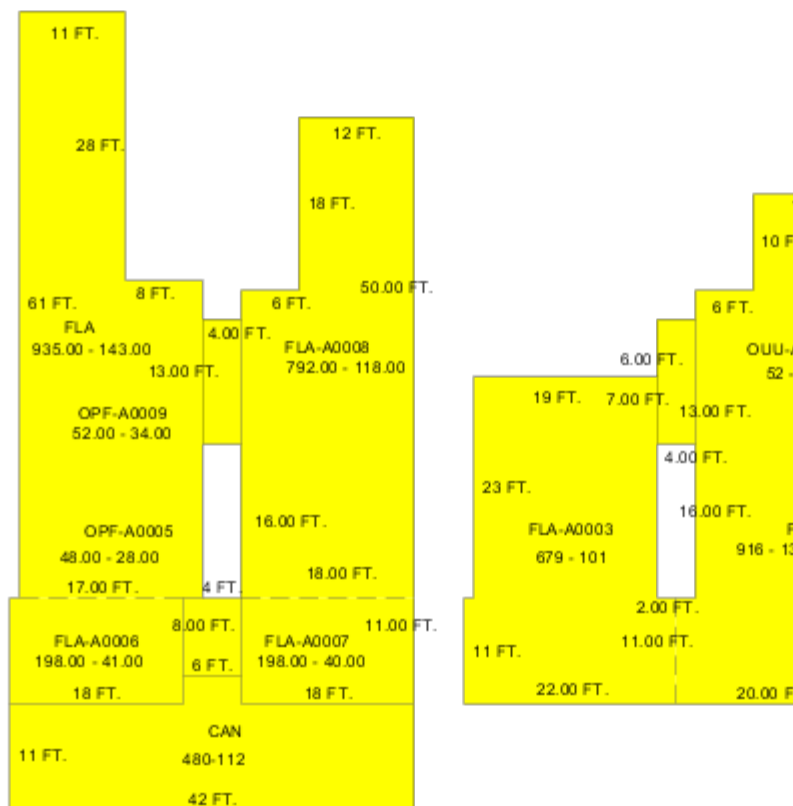 11 FT.
28 FT.
12 FT.
18 FT.
10 F
61 FT.
8 FT.
6 FT.
50.00 FT.
6 FT.
FLA
935.00 - 143.00
4.00 FT.
13.00 FT.
FLA-A0008
792.00 - 118.00
6.00 FT.
OUU-A
52 -
19 FT.
7.00 FT.
13.00 FT.
OPF-A0009
52.00 - 34.00
4.00 FT.
23 FT.
16.00 FT.
16.00 FT.
OPF-A0005
48.00 - 28.00
FLA-A0003
679 - 101
F
916 - 13
17.00 FT.
4 FT.
18.00 FT.
2.00 FT.
8.00 FT.
11.00 FT.
FLA-A0006
198.00 - 41.00
FLA-A0007
198.00 - 40.00
11.00 FT.
11 FT.
6 FT.
18 FT.
18 FT.
22.00 FT.
20.00 F
CAN
480-112
11 FT.
42 FT.